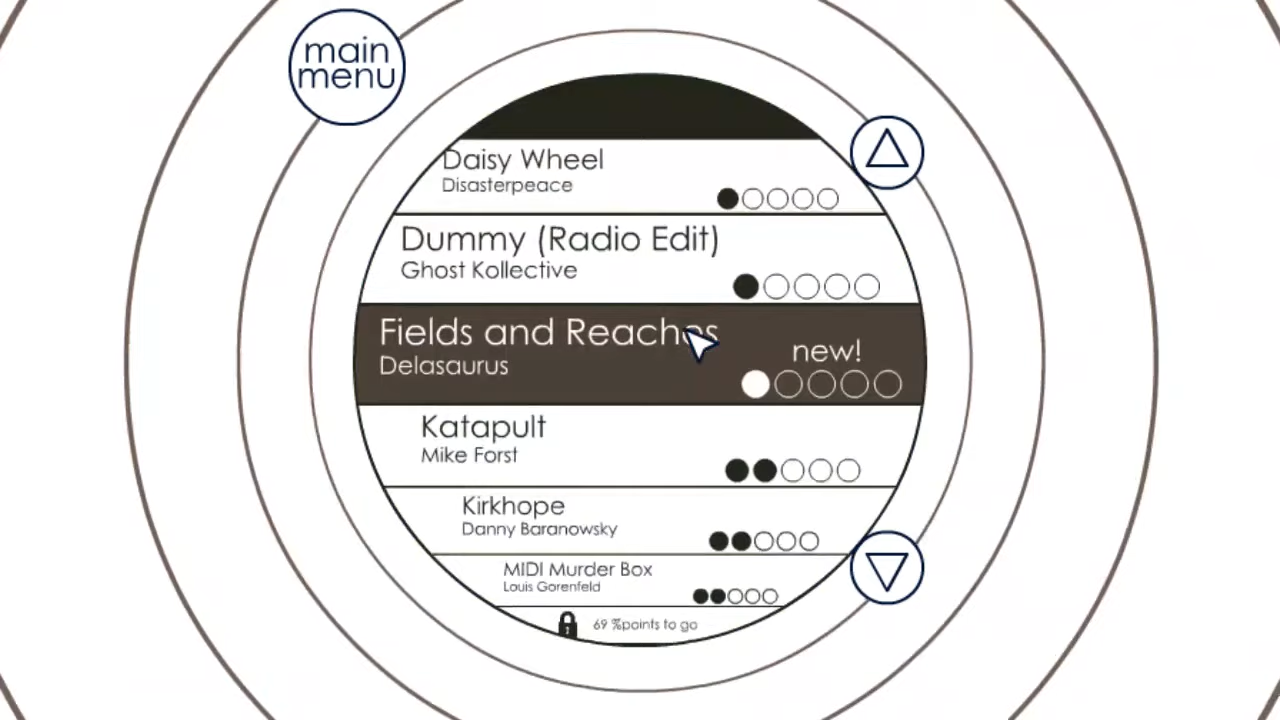 main
menu
Daisy Wheel
Disasterpeace
Dummy (Radio Edit)
Ghost Kollective
Fields and Reaches
Delasaurus
new!
Katapult
Mike Forst
Kirkhope
Danny Baranowsky
MIDI Murder Box
Louis Gorenfeld
69 %points to go